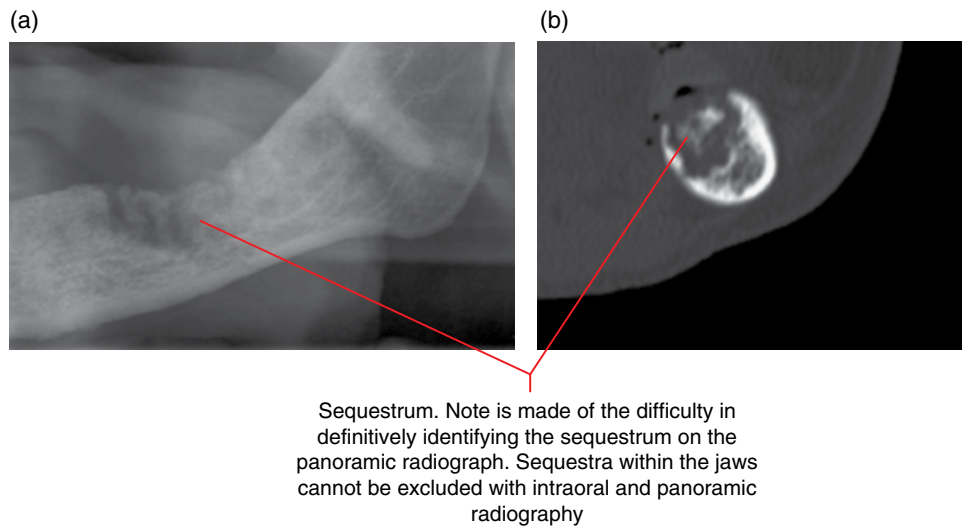 (a)
(b)
Sequestrum. Note is made of the difficulty in
definitively identifying the sequestrum on the
panoramic radiograph. Sequestra within the jaws
cannot be excluded with intraoral and panoramic
radiography